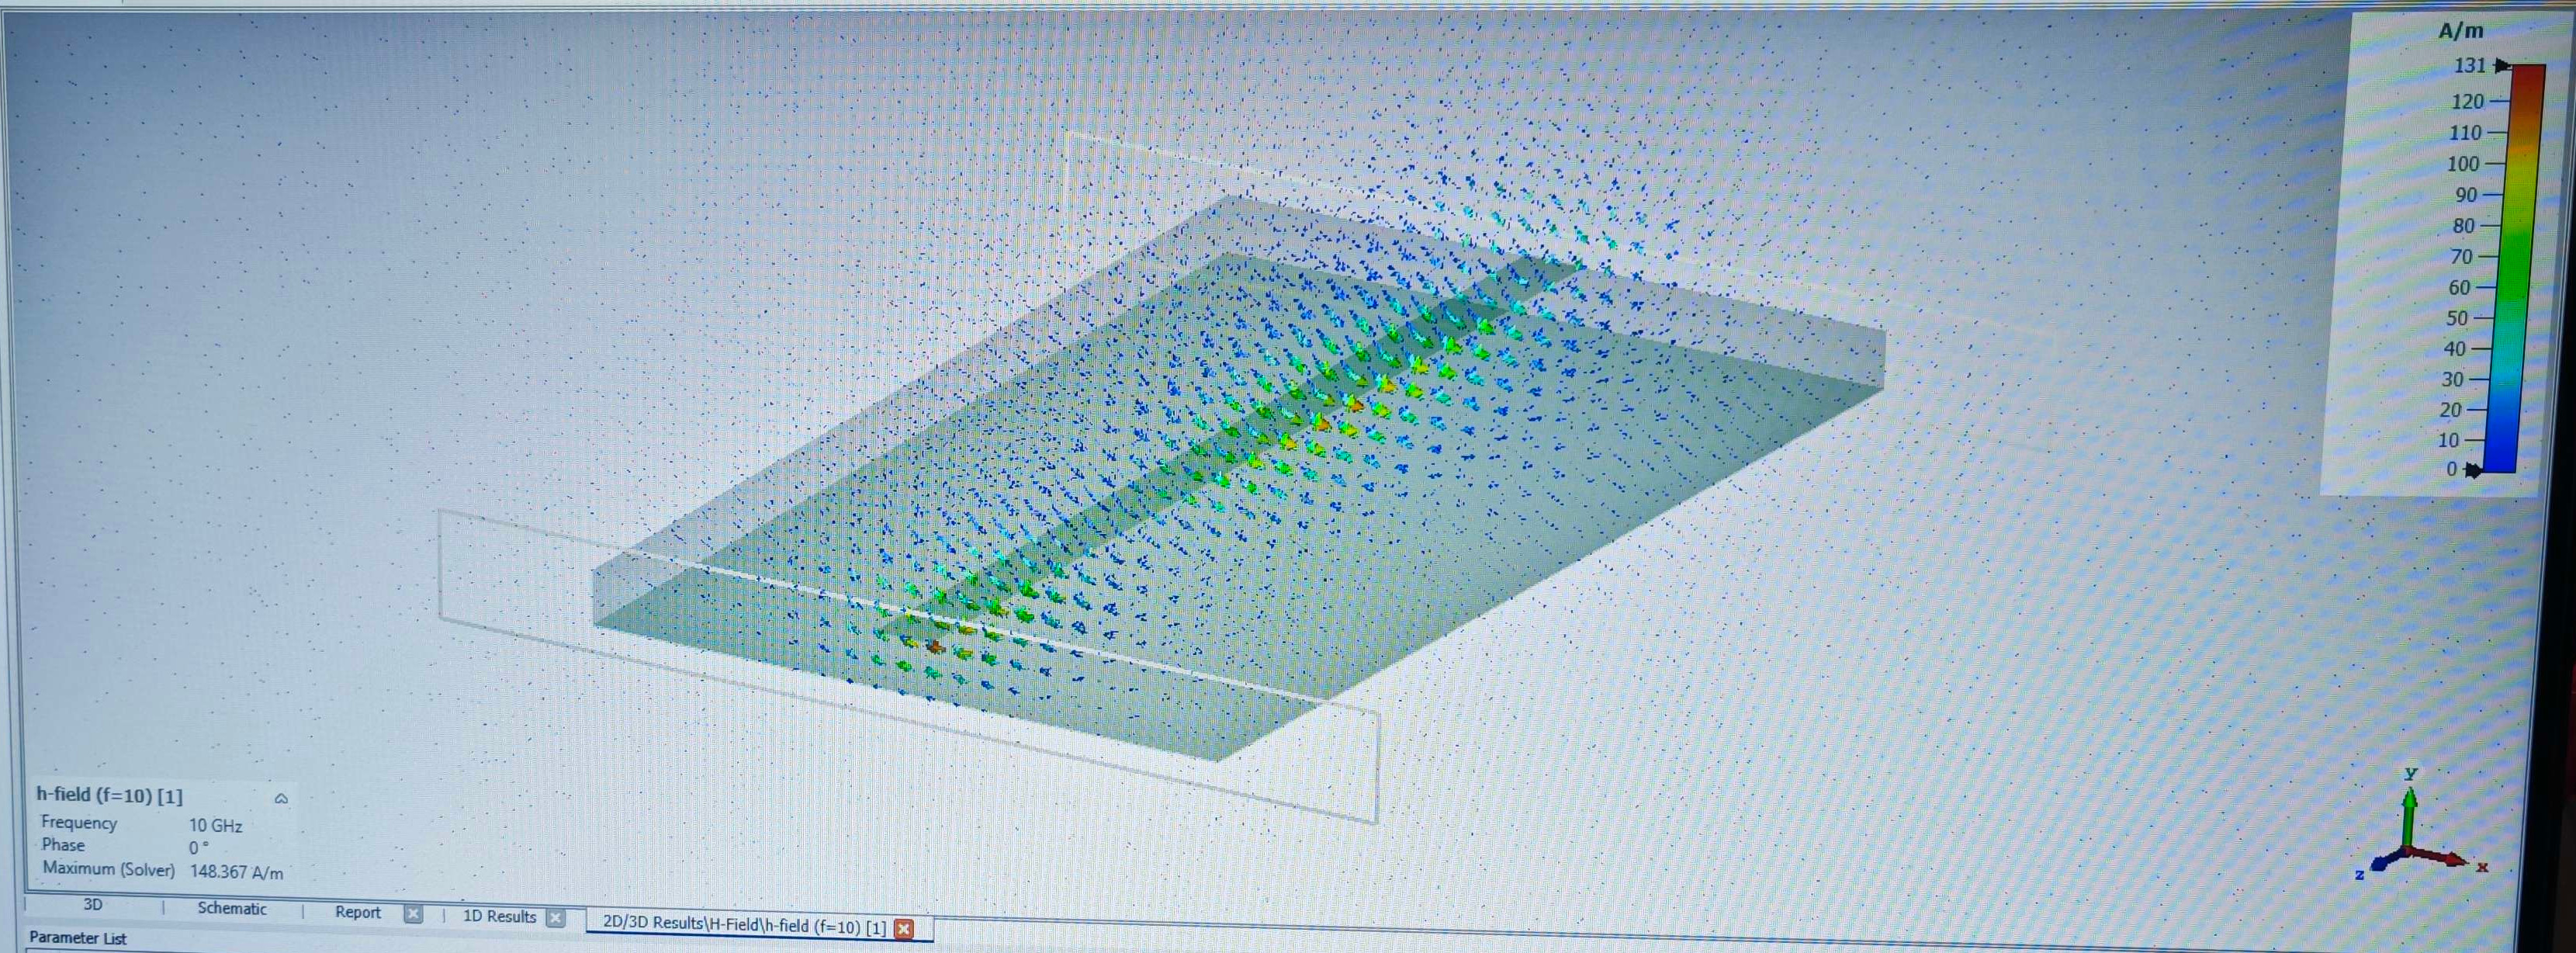 A/m
131
120
110
100
90
80
70
60
50
40
30
20
10
0
y
x
z
h-field (f=10) [1]
Frequency 10 GHz
Phase 0 °
Maximum (Solver) 148.367 A/m
3D Schematic Report 1D Results 2D/3D Results\H-Field\h-field (f=10) [1]
Parameter List